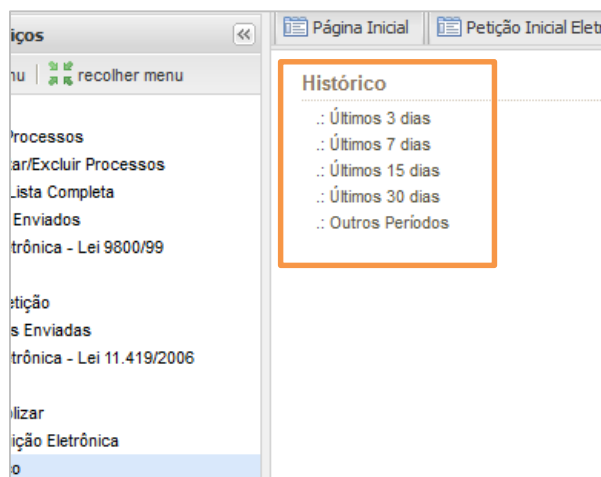 iços
Página Inicial
Petição Inicial Elet
nu
recolher menu
Histórico
.: Últimos 3 dias
.: Últimos 7 dias
.: Últimos 15 dias
.: Últimos 30 dias
.: Outros Períodos
Processos
ar/Excluir Processos
Lista Completa
Enviados
trônica - Lei 9800/99
etição
s Enviadas
trônica - Lei 11.419/2006
lizar
ição Eletrônica
co